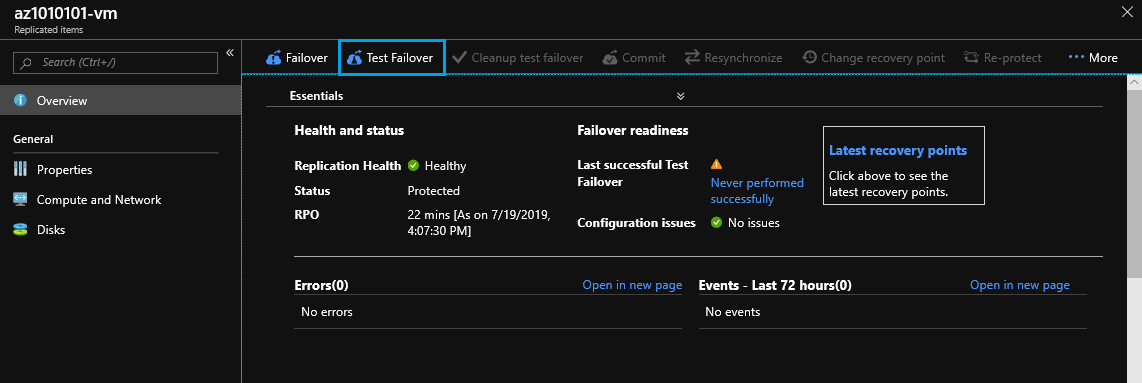 az1010101-vm
Replicated items
Search (Ctrl+/)
Overview
General
Properties
Compute and Network
Disks
Failover
Test Failover
Cleanup test failover
Commit
Resynchronize
Change recovery point
Re-protect
More
Essentials
Health and status
Replication Health Healthy
Status Protected
RPO 22 mins [As on 7/19/2019,
4:07:30 PM]
Failover readiness
Last successful Test
Failover
Never performed
successfully
Configuration issues No issues
Latest recovery points
Click above to see the
latest recovery points.
Errors(0) Open in new page
No errors
Events - Last 72 hours(0) Open in new page
No events